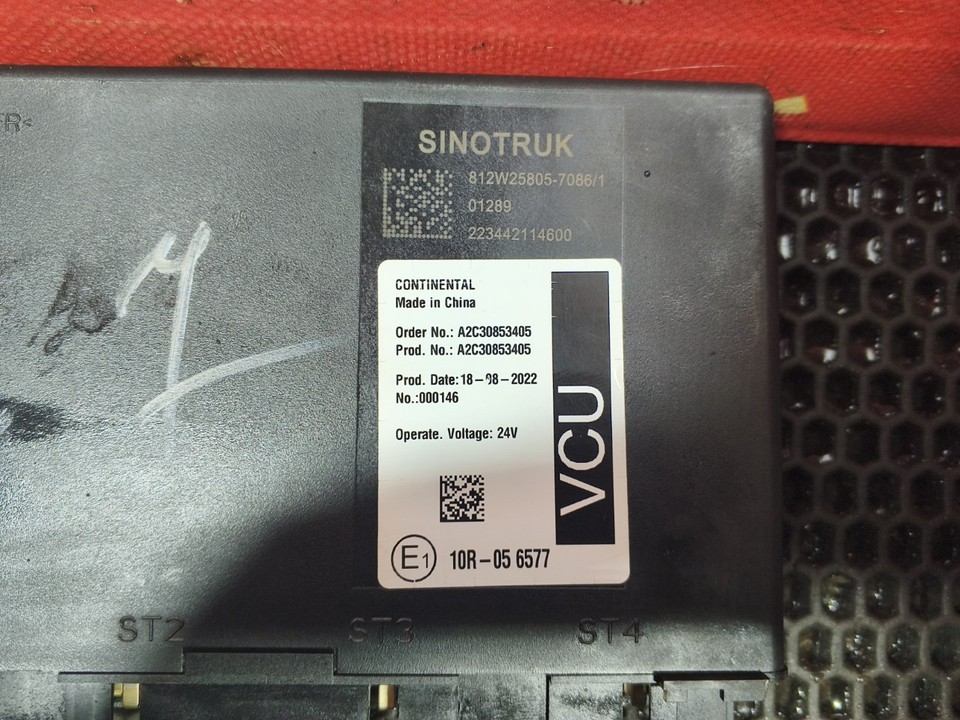 SINOTRUK
812W25805-7086/1
01289
223442114600
CONTINENTAL
Made in China
Order No.: A2C30853405
Prod. No.: A2C30853405
Prod. Date:18-08-2022
No.:000146
Operate. Voltage: 24V
VCU
E1
10R-05 6577
ST2
ST3
ST4